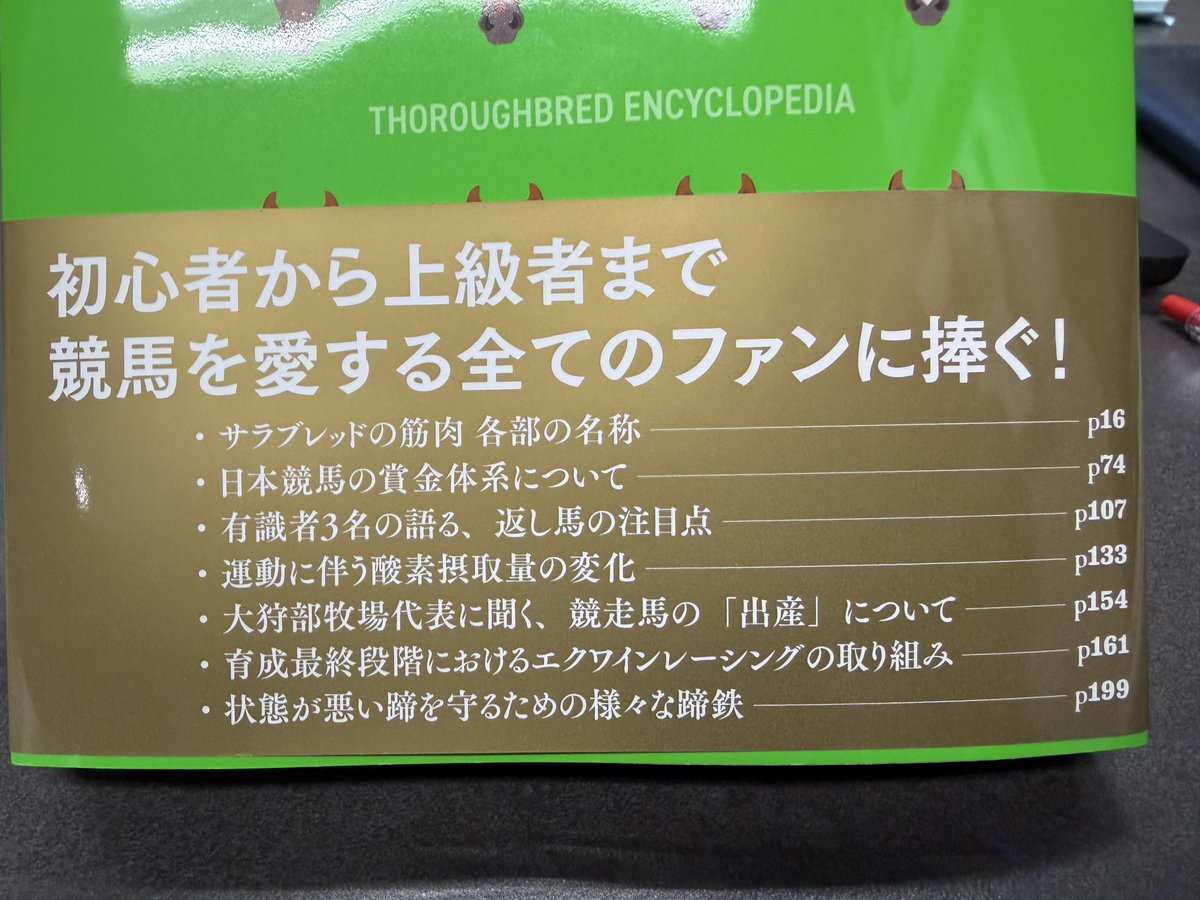 THOROUGHBRED ENCYCLOPEDIA
初心者から上級者まで
競馬を愛する全てのファンに捧ぐ！
・サラブレッドの筋肉 各部の名称 p16
・日本競馬の賞金体系について p74
・有識者3名の語る、返し馬の注目点 p107
・運動に伴う酸素摂取量の変化 p133
・大狩部牧場代表に聞く、競走馬の「出産」について p154
・育成最終段階におけるエクワインレーシングの取り組み p161
・状態が悪い蹄を守るための様々な蹄鉄 p199